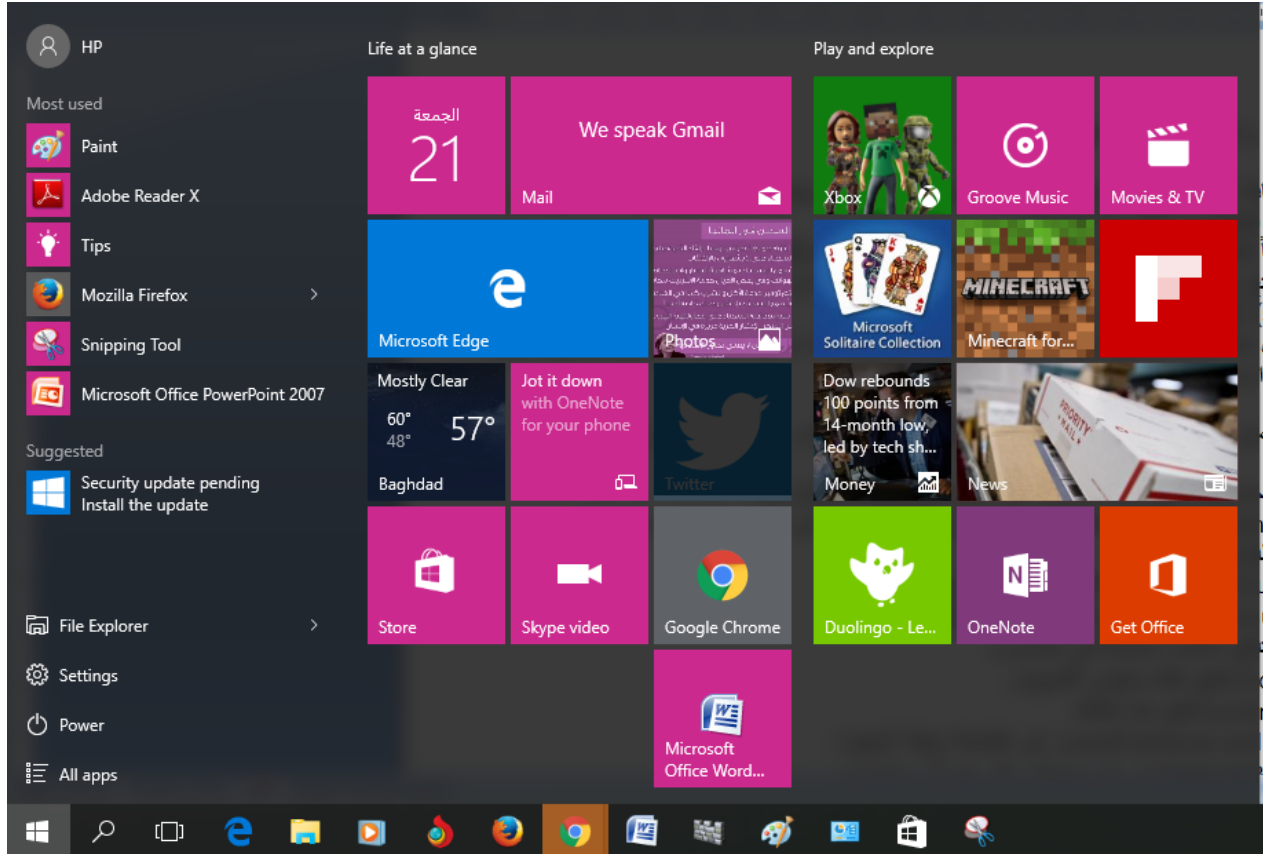 HP
Most used
Paint
Adobe Reader X
Tips
Mozilla Firefox
Snipping Tool
Microsoft Office PowerPoint 2007
Suggested
Security update pending
Install the update
File Explorer
Settings
Power
All apps
Life at a glance
الجمعة
21
We speak Gmail
Mail
Microsoft Edge
Photos
Mostly Clear
60°
48°
57°
Baghdad
Jot it down
with OneNote
for your phone
Twitter
Store
Skype video
Google Chrome
Microsoft
Office Word...
Play and explore
Xbox
Groove Music
Movies & TV
Microsoft
Solitaire Collection
MINECRAFT
Minecraft for...
Dow rebounds
100 points from
14-month low,
led by tech sh...
Money
PRIORITY
MAIL
News
Duolingo - Le...
OneNote
Get Office